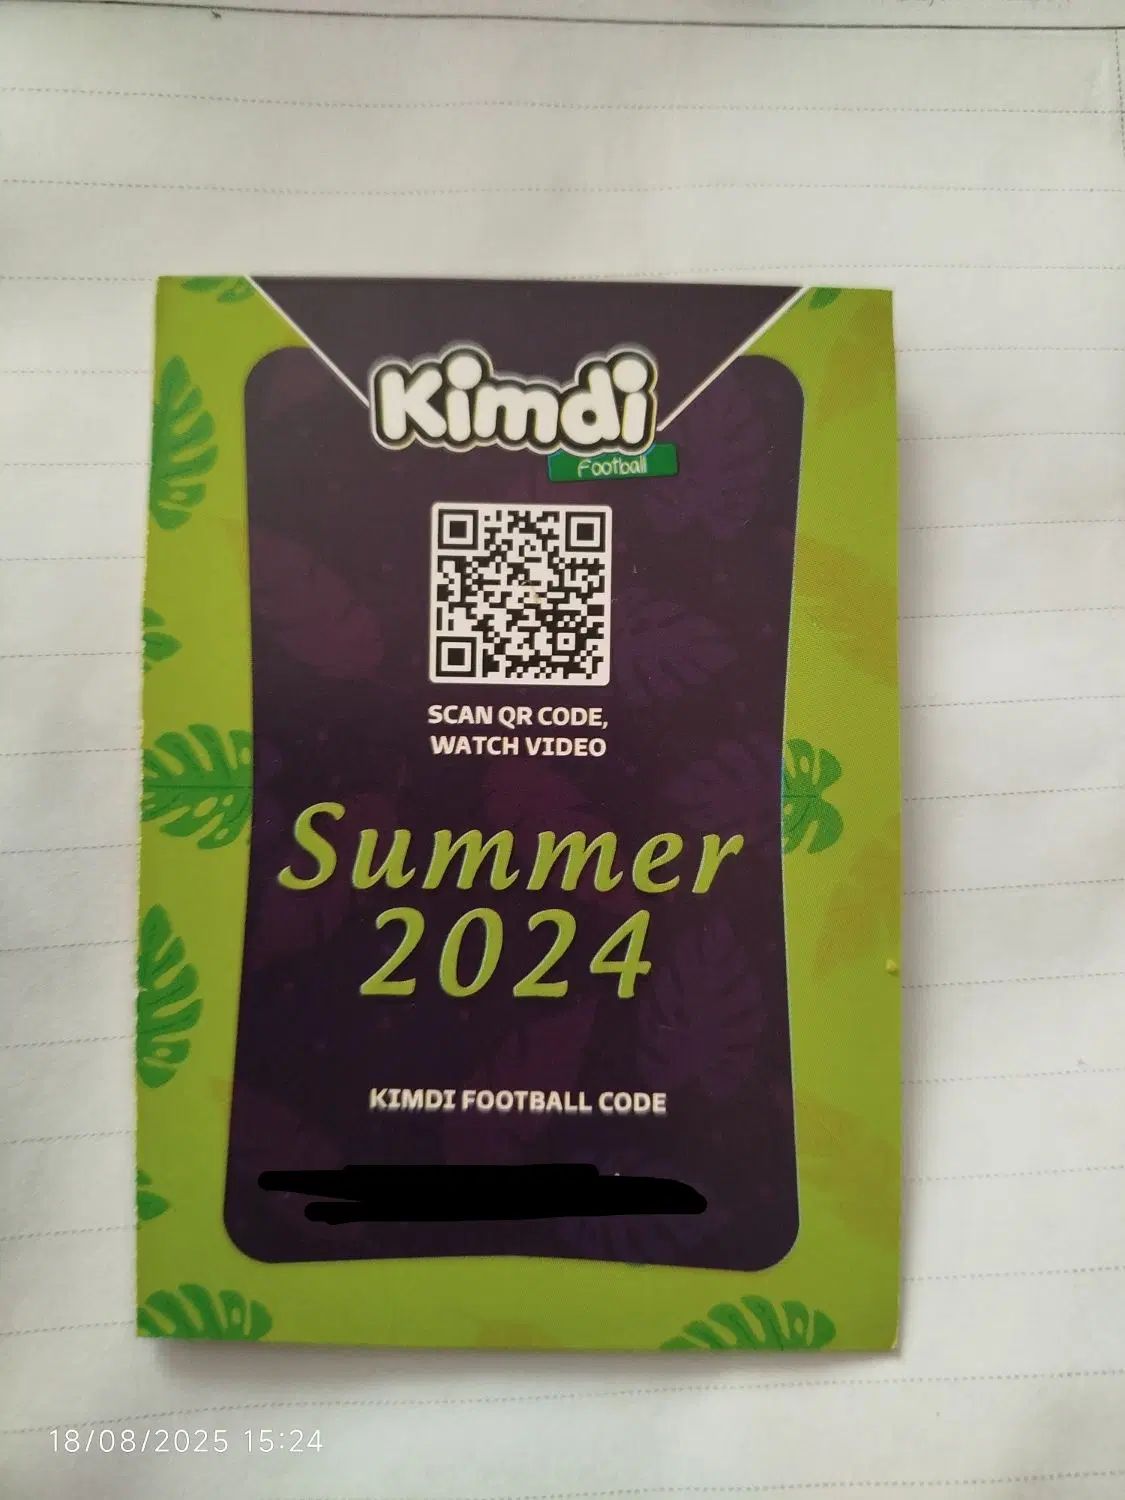 Kimdi
Football
SCAN QR CODE,
WATCH VIDEO
Summer
2024
KIMDI FOOTBALL CODE
18/08/2025 15:24